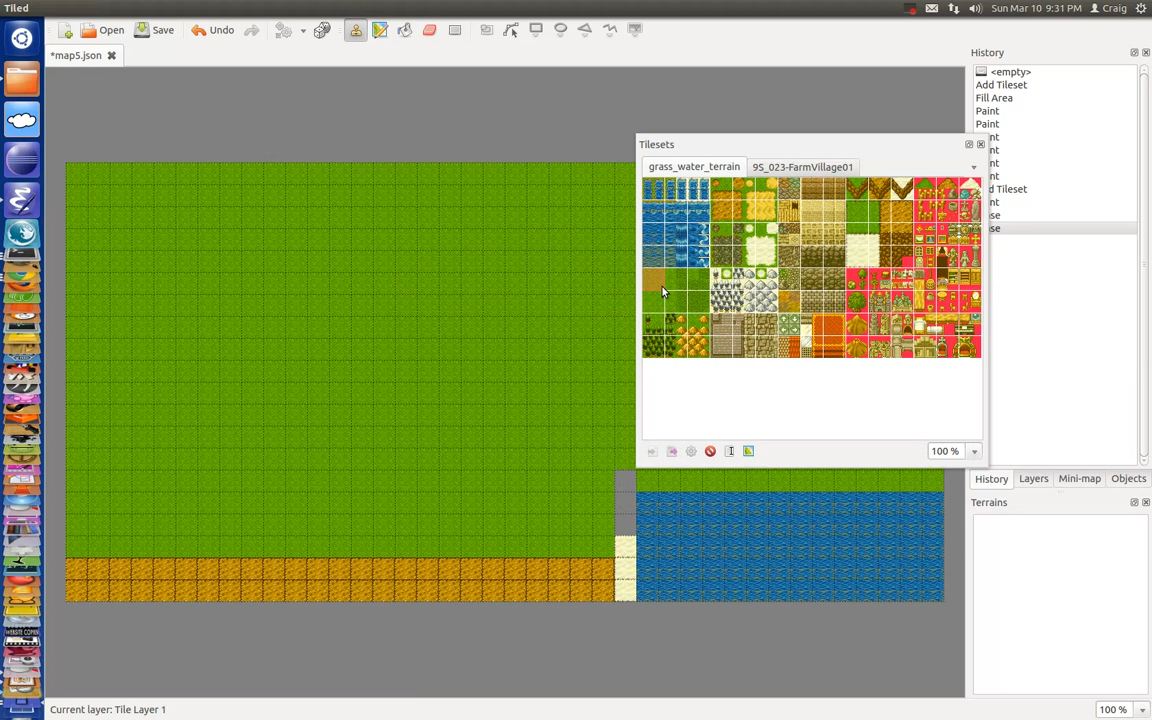 Tiled
Sun Mar 10 9:31 PM
Craig
Open
Save
Undo
*map5.json
History
<empty>
Add Tileset
Fill Area
Paint
Paint
Tilesets
grass_water_terrain
9S_023-FarmVillage01
100 %
History
Layers
Mini-map
Objects
Terrains
Current layer: Tile Layer 1
100 %